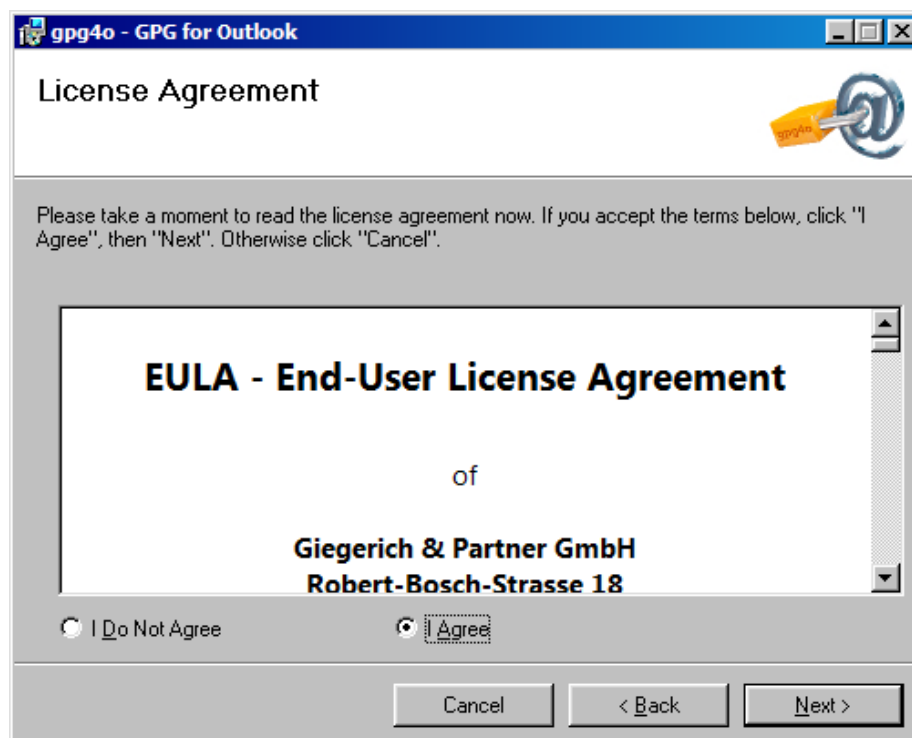 gpg4o - GPG for Outlook
License Agreement
gpg4o
Please take a moment to read the license agreement now. If you accept the terms below, click "I
Agree", then "Next". Otherwise click "Cancel".
EULA - End-User License Agreement
of
Giegerich & Partner GmbH
Robert-Bosch-Strasse 18
I Do Not Agree
I Agree
Cancel
< Back
Next >